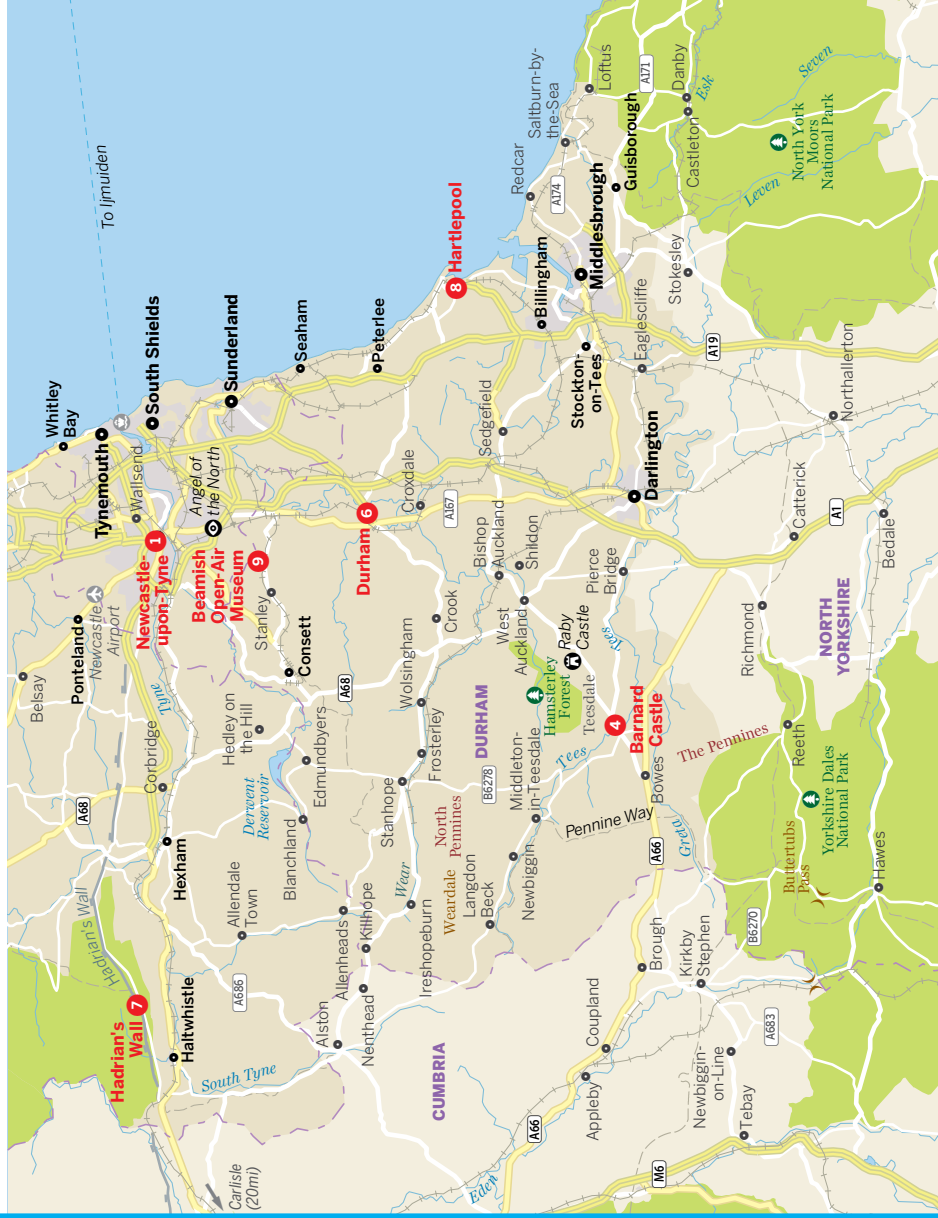 To Ijmuiden
Whitley
Bay
Tynemouth
South Shields
Sunderland
Seaham
Peterlee
8 Hartlepool
Redcar
Saltburn-by-
the-Sea
Loftus
A174
A171
Danby
Esk
Seven
Castleton
Guisborough
North York
Moors
National Park
Leven
Middlesbrough
Billingham
Stockton-
on-Tees
Eaglescliffe
Stokesley
A19
Northallerton
Belsay
Ponteland
Newcastle
Airport
Newcastle-
upon-Tyne
1
Wallsend
Angel of
the North
Beamish
Open-Air
Museum
9
Stanley
Consett
Durham 6
Croxdale
A167
Sedgefield
Bishop
Auckland
Shildon
West
Auckland
Darlington
Pierce
Bridge
Catterick
A1
Bedale
Richmond
NORTH
YORKSHIRE
Corbridge
Tyne
A68
Hedley on
the Hill
Derwent
Reservoir
Edmundbyers
Blanchland
A68
Crook
Wolsingham
Frosterley
Stanhope
DURHAM
Hamsterley
Forest
Raby
Castle
Teesdale
Tees
4
Barnard
Castle
B6278
Middleton-
in-Teesdale
Tees
Bowes
The Pennines
Reeth
Yorkshire Dales
National Park
Hadrian's Wall
Hexham
Allendale
Town
Allenheads
Killhope
Wear
Ireshopeburn
North
Pennines
Weardale
Langdon
Beck
Newbiggin
Pennine Way
A66
Greta
Buttertubs
Pass
Hawes
Hadrian's
Wall
7
Haltwhistle
A686
South Tyne
Alston
Nenthead
CUMBRIA
Coupland
Appleby
Brough
Kirkby
Stephen
B6270
A683
Newbiggin-
on-Line
Tebay
A66
M6
Eden
Carlisle
(20mi)